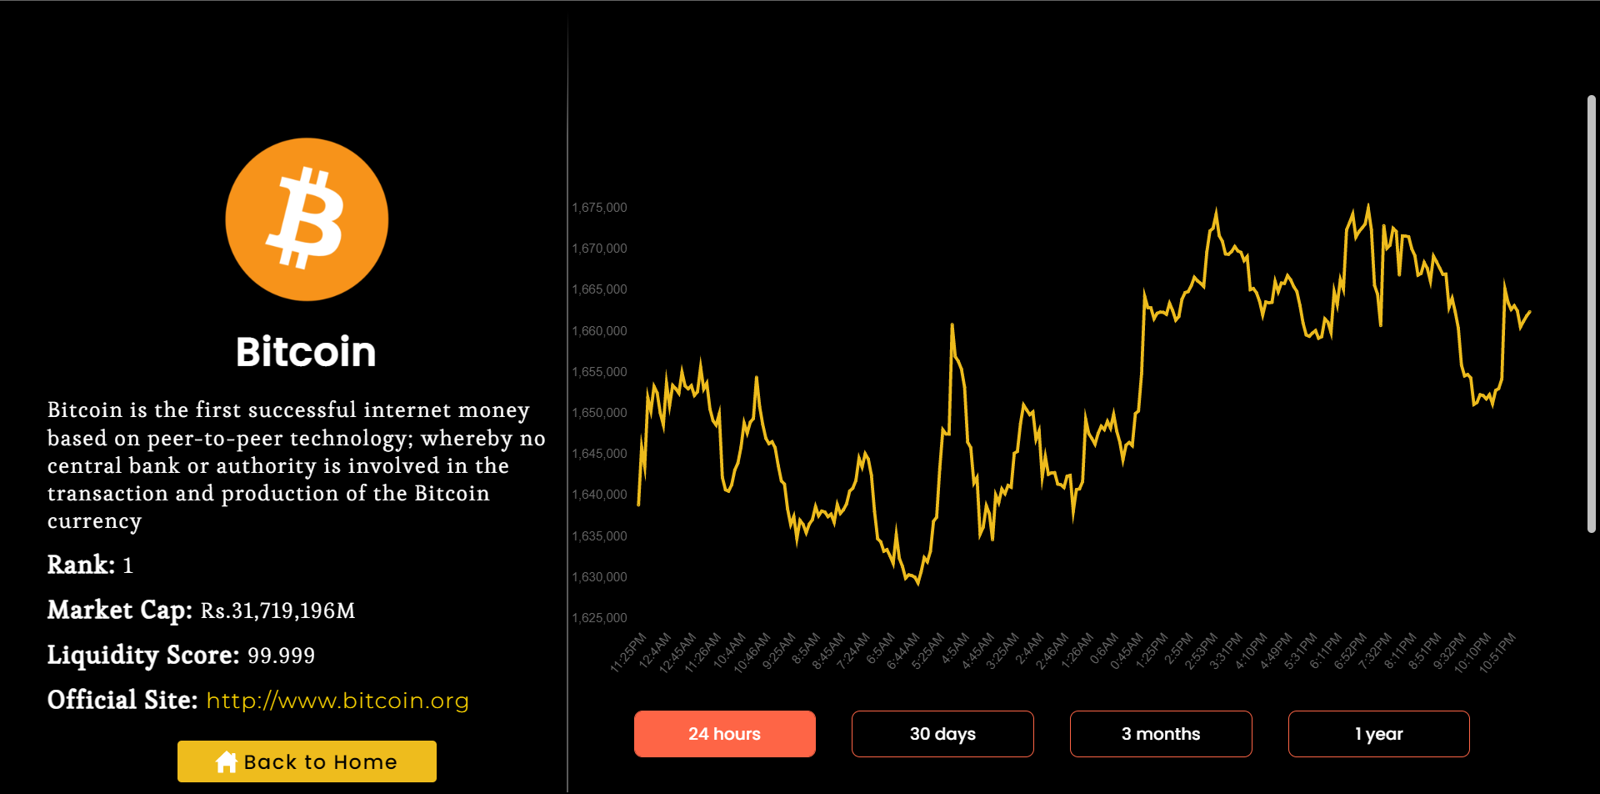 Bitcoin
Bitcoin is the first successful internet money
based on peer-to-peer technology; whereby no
central bank or authority is involved in the
transaction and production of the Bitcoin
currency
Rank: 1
Market Cap: Rs.31,719,196M
Liquidity Score: 99.999
Official Site: http://www.bitcoin.org
Back to Home
1,675,000
1,670,000
1,665,000
1,660,000
1,655,000
1,650,000
1,645,000
1,640,000
1,635,000
1,630,000
1,625,000
11:25PM
12:4AM
12:45AM
11:26AM
10:4AM
10:46AM
9:25AM
8:5AM
8:45AM
7:24AM
6:5AM
6:44AM
5:25AM
4:5AM
4:45AM
3:25AM
2:4AM
2:46AM
1:26AM
0:6AM
0:45AM
1:25PM
2:5PM
2:53PM
3:31PM
4:10PM
4:49PM
5:31PM
6:11PM
6:52PM
7:32PM
8:11PM
8:51PM
9:32PM
10:10PM
10:51PM
24 hours
30 days
3 months
1 year